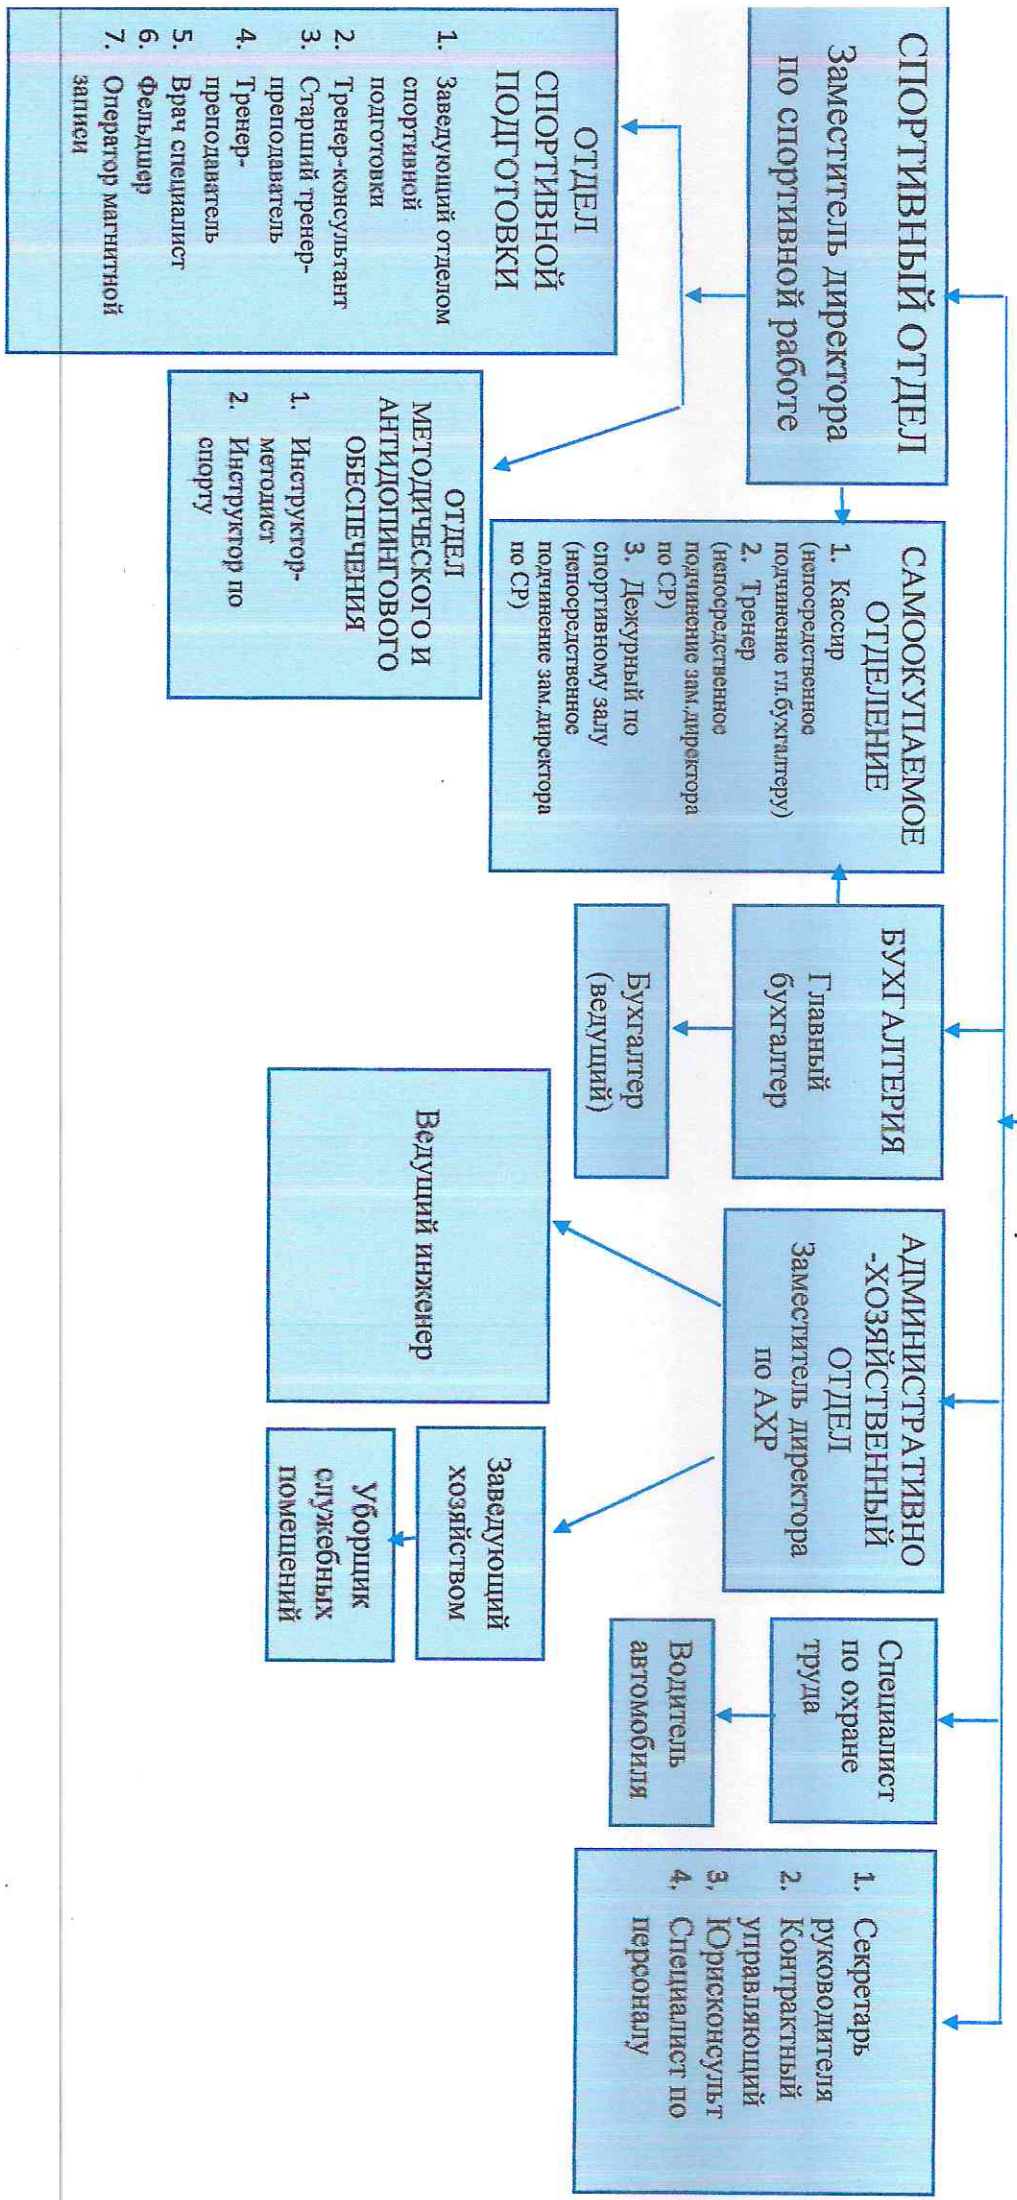 СПОРТИВНЫЙ ОТДЕЛ
Заместитель директора
по спортивной работе
ОТДЕЛ
СПОРТИВНОЙ
ПОДГОТОВКИ
1. Заведующий отделом
спортивной
подготовки
2. Тренер-консультант
3. Старший тренер-
преподаватель
4. Тренер-
преподаватель
5. Врач специалист
6. Фельдшер
7. Оператор магнитной
записи
ОТДЕЛ
МЕТОДИЧЕСКОГО И
АНТИДОПИНГОВОГО
ОБЕСПЕЧЕНИЯ
1. Инструктор-
методист
2. Инструктор по
спорту
САМООКУПАЕМОЕ
ОТДЕЛЕНИЕ
1. Кассир
(непосредственное
подчинение гл.бухгалтеру)
2. Тренер
(непосредственное
подчинение зам.директора
по СР)
3. Дежурный по
спортивному залу
(непосредственное
подчинение зам.директора
по СР)
БУХГАЛТЕРИЯ
Главный
бухгалтер
Бухгалтер
(ведущий)
АДМИНИСТРАТИВНО
-ХОЗЯЙСТВЕННЫЙ
ОТДЕЛ
Заместитель директора
по АХР
Ведущий инженер
Заведующий
хозяйством
Уборщик
служебных
помещений
Специалист
по охране
труда
Водитель
автомобиля
1. Секретарь
руководителя
2. Контрактный
управляющий
3. Юрисконсульт
4. Специалист по
персоналу